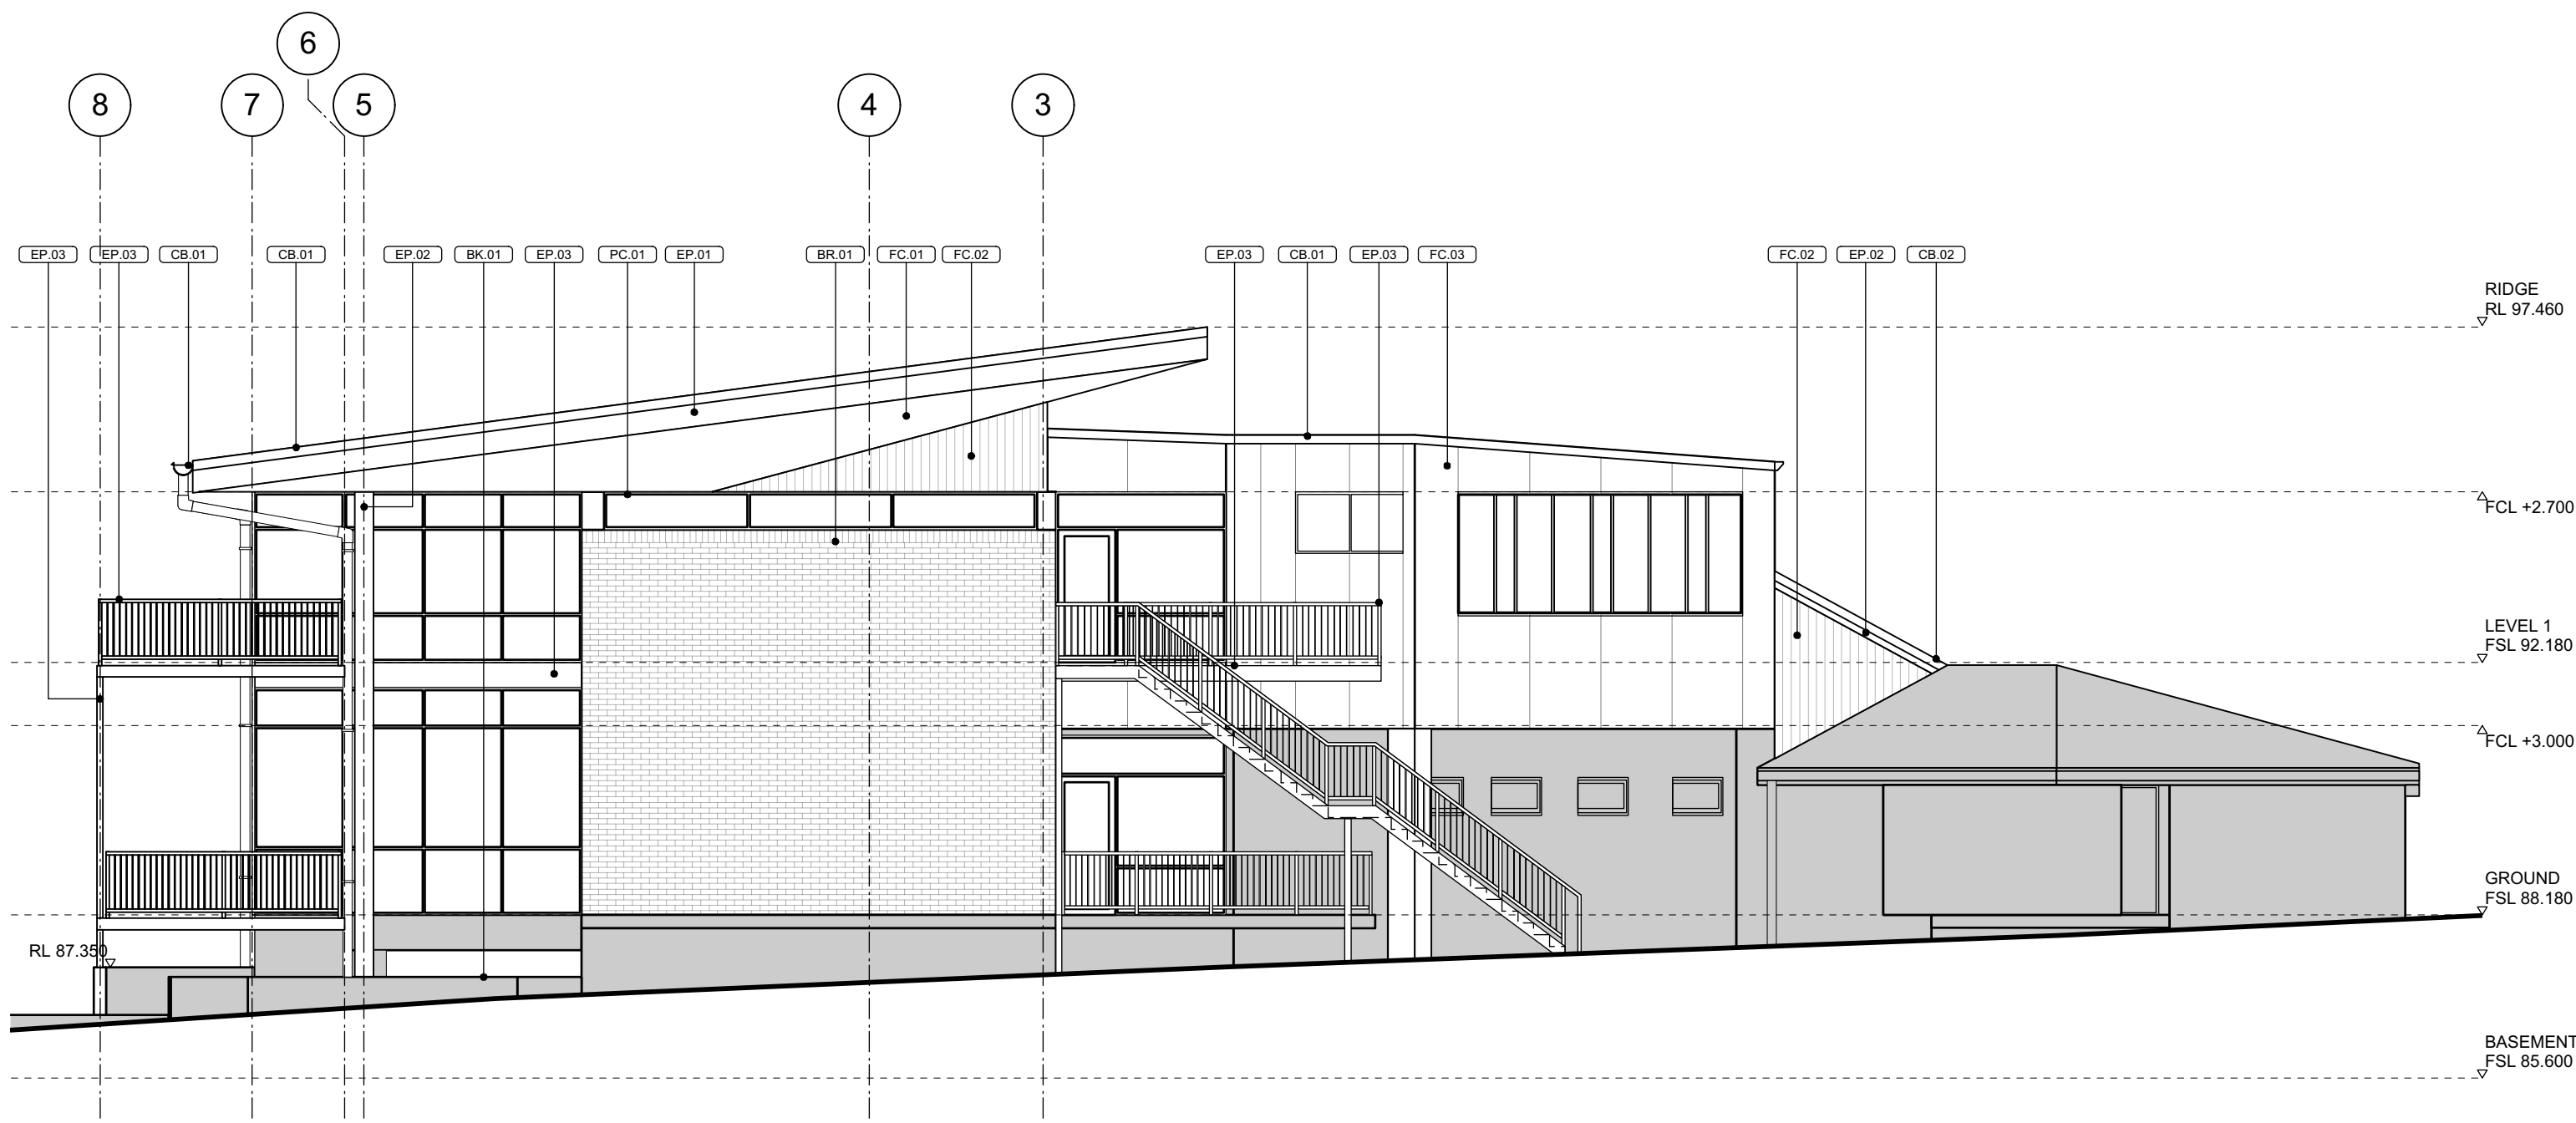 6
8
7
5
4
3
EP.03
EP.03
CB.01
CB.01
EP.02
BK.01
EP.03
PC.01
EP.01
BR.01
FC.01
FC.02
EP.03
CB.01
EP.03
FC.03
FC.02
EP.02
CB.02
RIDGE
RL 97.460
FCL +2.700
LEVEL 1
FSL 92.180
FCL +3.000
GROUND
FSL 88.180
RL 87.350
BASEMENT
FSL 85.600